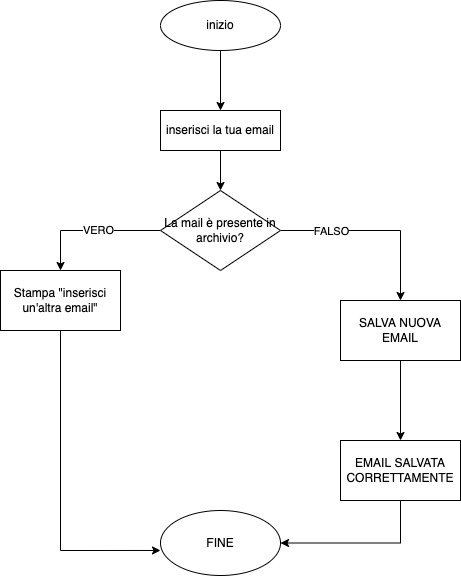 inizio
inserisci la tua email
La mail è presente in
archivio?
VERO
FALSO
Stampa "inserisci
un'altra email"
SALVA NUOVA
EMAIL
EMAIL SALVATA
CORRETTAMENTE
FINE